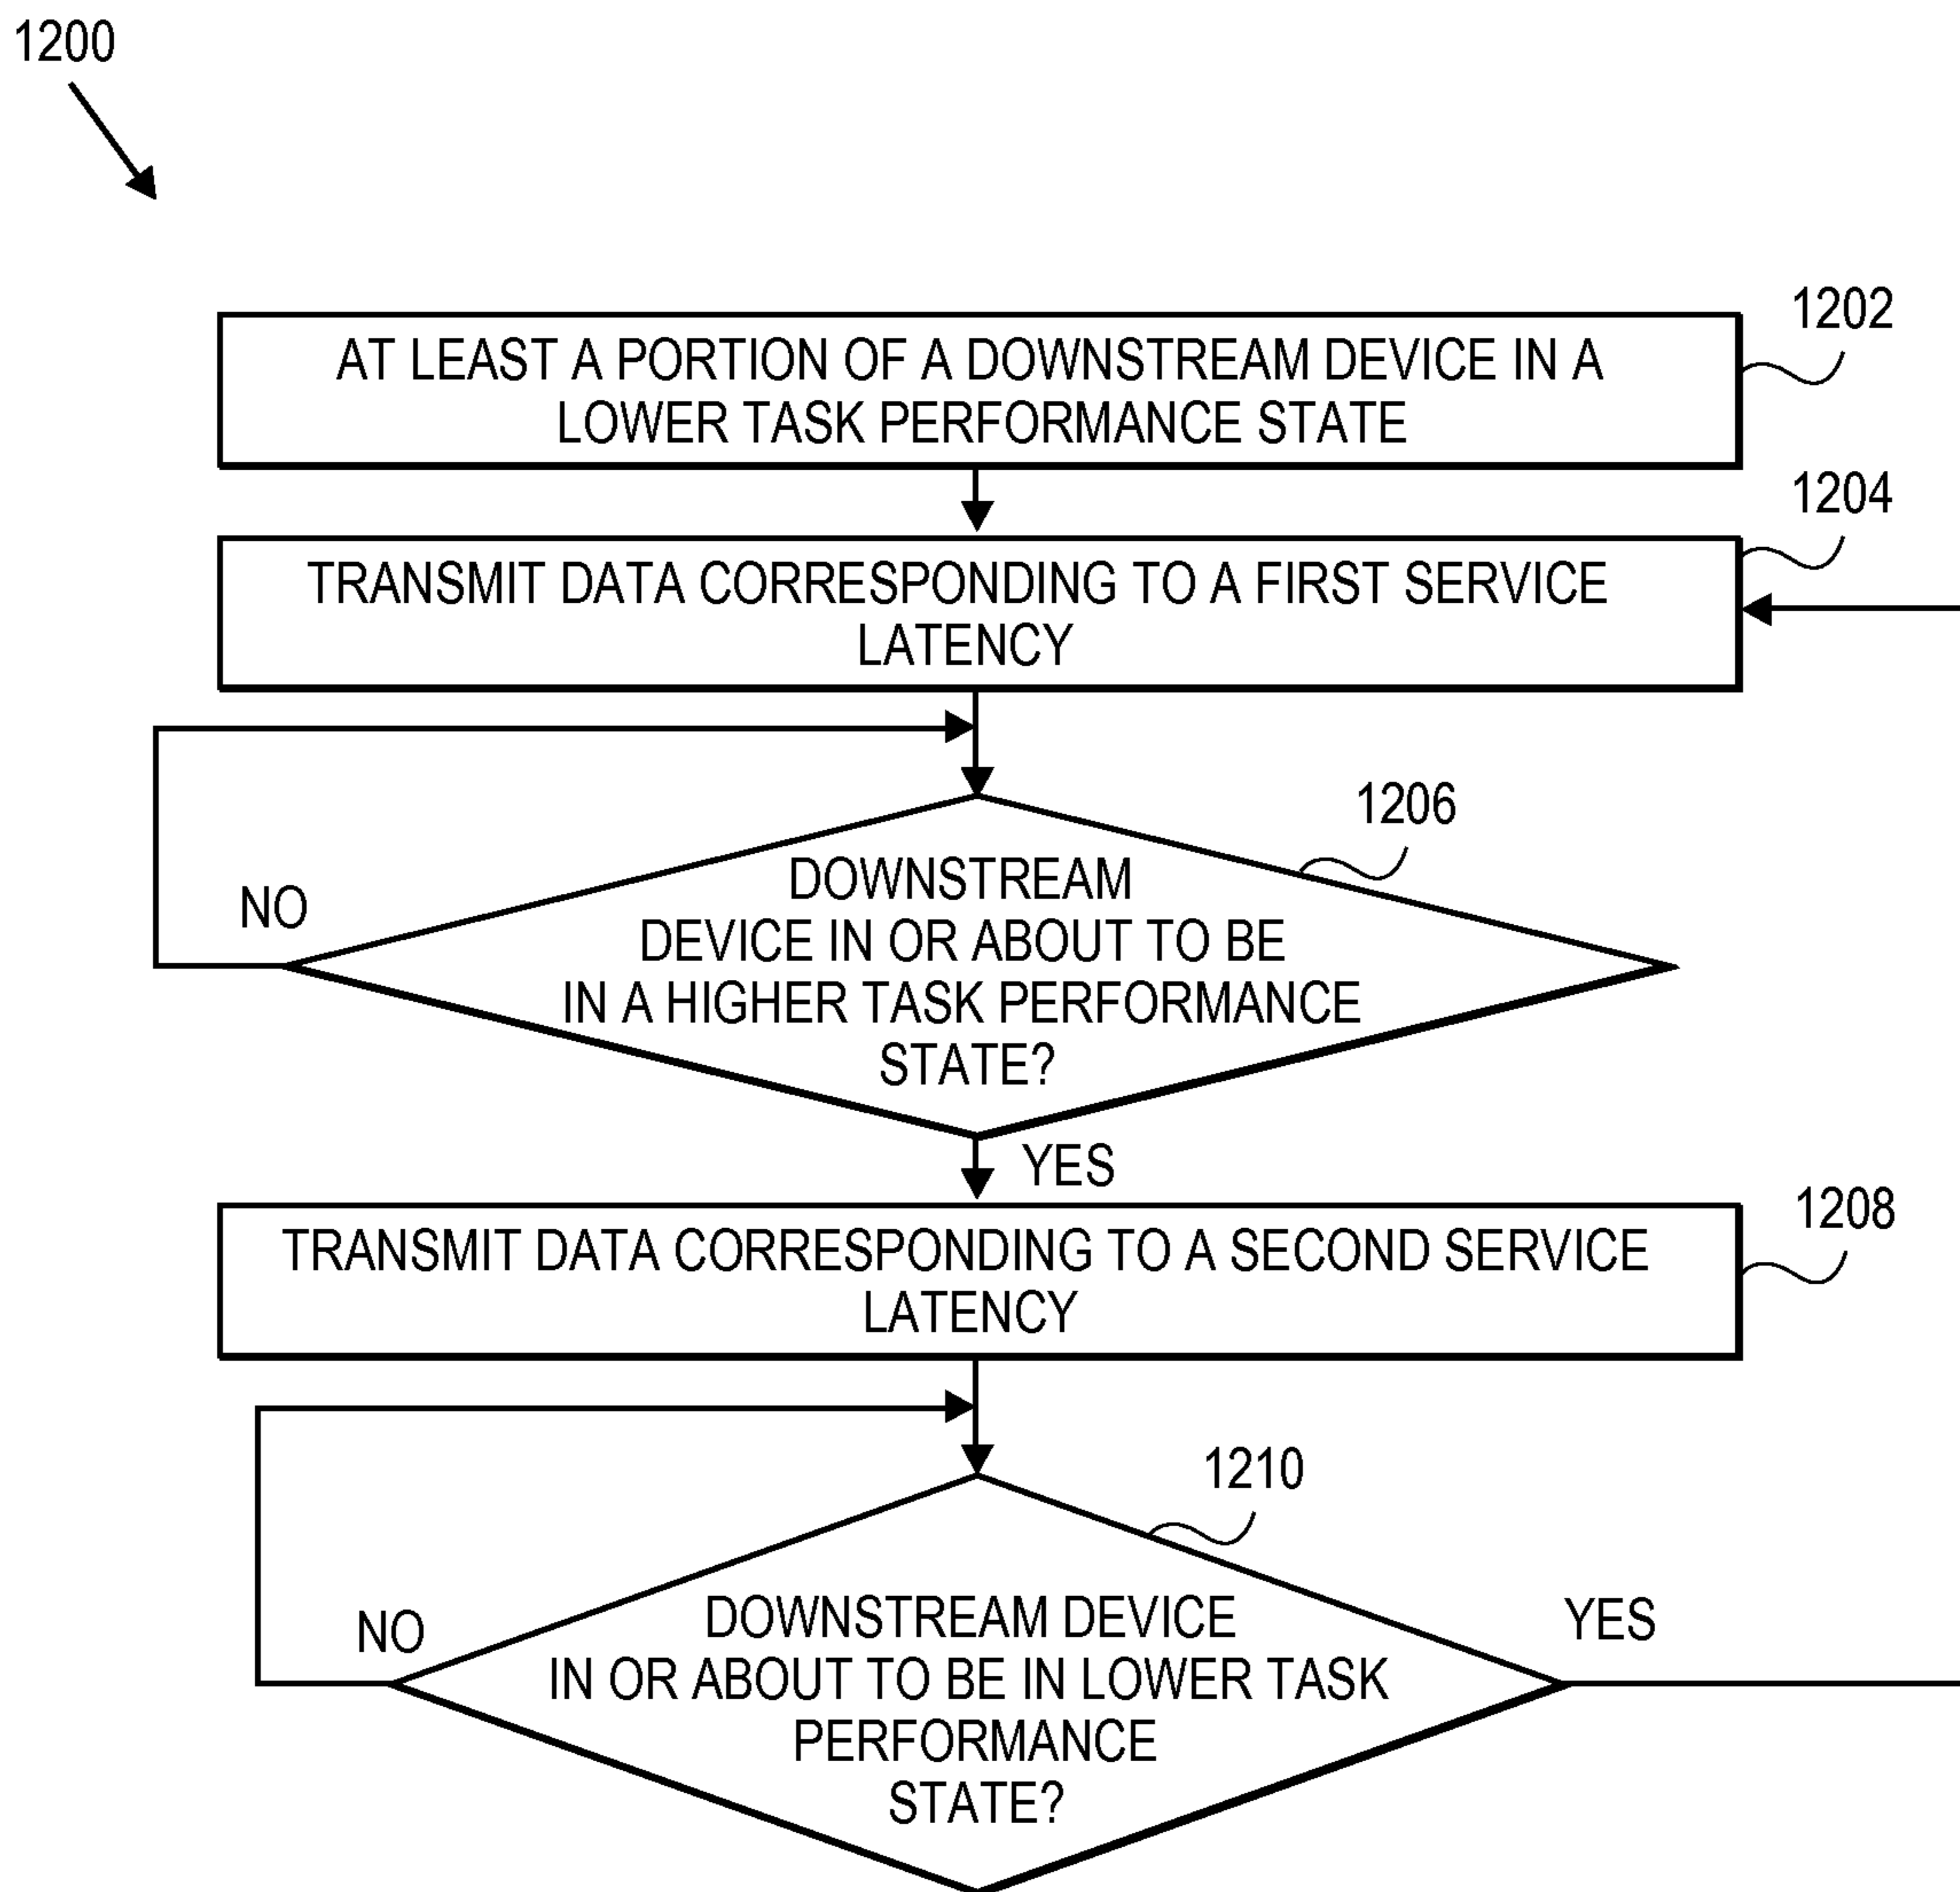 1200
1202
AT LEAST A PORTION OF A DOWNSTREAM DEVICE IN A
LOWER TASK PERFORMANCE STATE
1204
TRANSMIT DATA CORRESPONDING TO A FIRST SERVICE
LATENCY
1206
DOWNSTREAM
DEVICE IN OR ABOUT TO BE
IN A HIGHER TASK PERFORMANCE
STATE?
NO
YES
1208
TRANSMIT DATA CORRESPONDING TO A SECOND SERVICE
LATENCY
1210
DOWNSTREAM DEVICE
IN OR ABOUT TO BE IN LOWER TASK
PERFORMANCE
STATE?
NO
YES